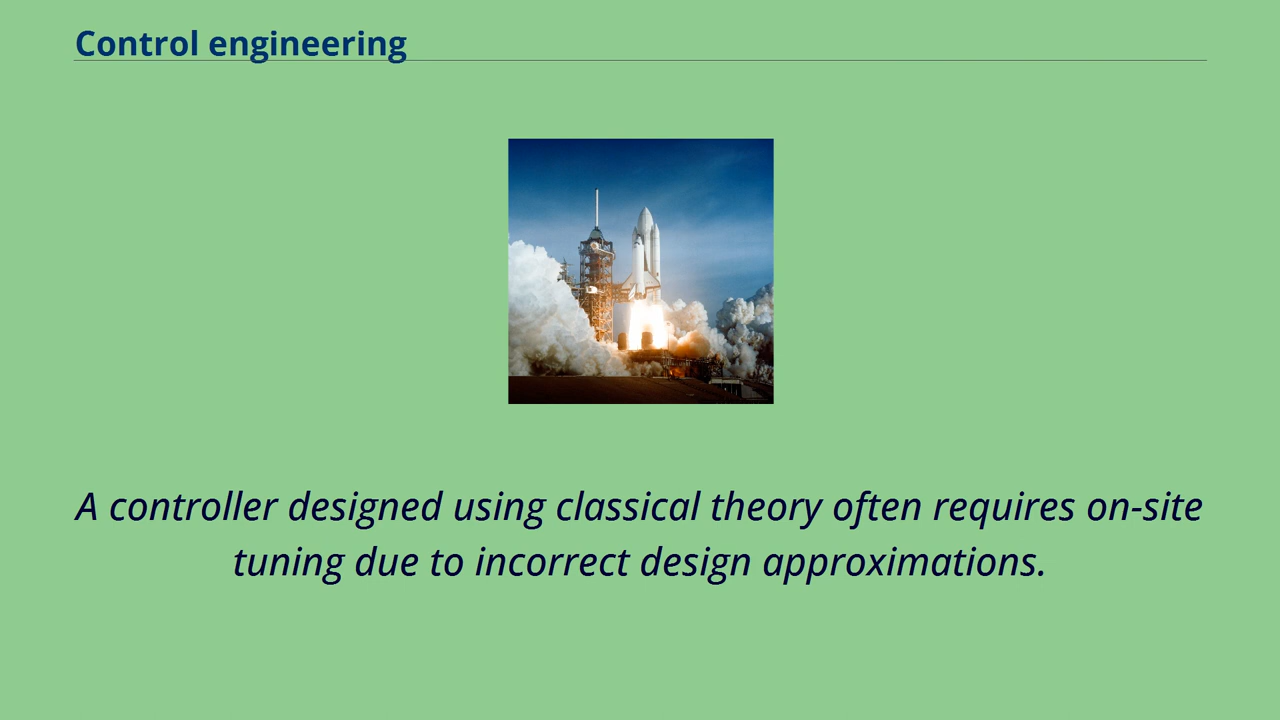 Control engineering
A controller designed using classical theory often requires on-site
tuning due to incorrect design approximations.